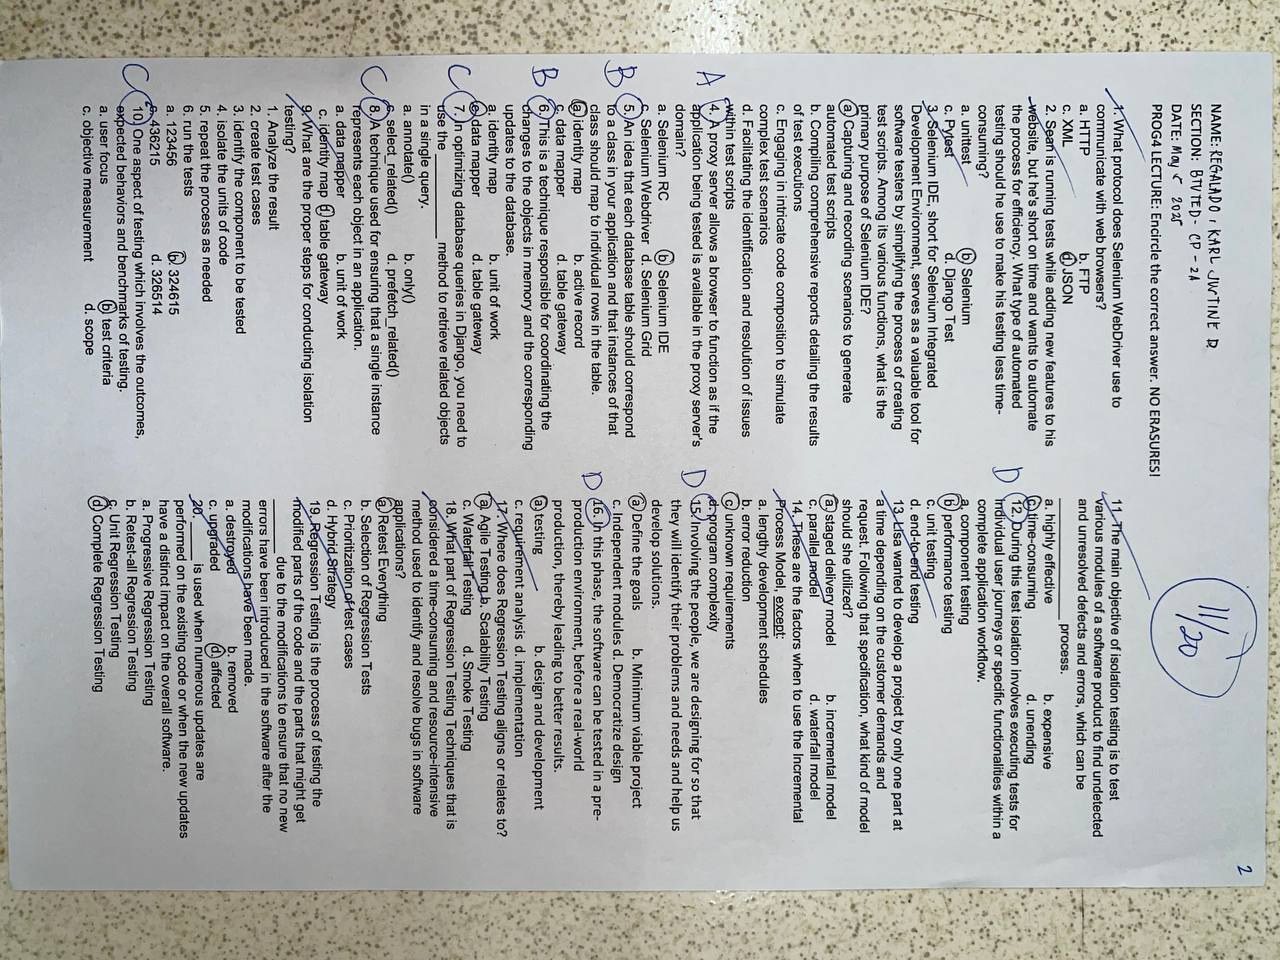 NAME: REGALADO, KARL JUSTINE D.
SECTION: BTVTED - CP - 2A
DATE: May 5 2025
PROG4 LECTURE: Encircle the correct answer. NO ERASURES!
1. What protocol does Selenium WebDriver use to
communicate with web browsers?
a. HTTP b. FTP
c. XML d. JSON
2. Sean is running tests while adding new features to his
website, but he's short on time and wants to automate
the process for efficiency. What type of automated
testing should he use to make his testing less time-
consuming?
a. unittest b. Selenium
c. Pytest d. Django Test
3. Selenium IDE, short for Selenium Integrated
Development Environment, serves as a valuable tool for
software testers by simplifying the process of creating
test scripts. Among its various functions, what is the
primary purpose of Selenium IDE?
a. Capturing and recording scenarios to generate
automated test scripts
b. Compiling comprehensive reports detailing the results
of test executions
c. Engaging in intricate code composition to simulate
complex test scenarios
d. Facilitating the identification and resolution of issues
within test scripts
A 4. A proxy server allows a browser to function as if the
application being tested is available in the proxy server's
domain?
a. Selenium RC b. Selenium IDE
c. Selenium Webdriver d. Selenium Grid
B 5. An idea that each database table should correspond
to a class in your application and that instances of that
class should map to individual rows in the table.
a. identity map b. active record
c. data mapper d. table gateway
B 6. This is a technique responsible for coordinating the
changes to the objects in memory and the corresponding
updates to the database.
a. identity map b. unit of work
c. data mapper d. table gateway
C 7. In optimizing database queries in Django, you need to
use the ________ method to retrieve related objects
in a single query.
a. anndate() b. only()
c. select_related() d. prefetch_related()
C 8. A technique used for ensuring that a single instance
represents each object in an application.
a. data mapper b. unit of work
c. identity map d. table gateway
9. What are the proper steps for conducting isolation
testing?
1. Analyze the result
2. create test cases
3. identify the component to be tested
4. isolate the units of code
5. repeat the process as needed
6. run the tests
a. 123456 b. 324615
c. 436215 d. 326514
C 10. One aspect of testing which involves the outcomes,
expected behaviors and benchmarks of testing.
a. user focus b. test criteria
c. objective measurement d. scope
2
11/20
11. The main objective of isolation testing is to test
various modules of a software product to find undetected
and unresolved defects and errors, which can be
________ process.
a. highly effective b. expensive
c. time-consuming d. unending
D 12. During this test isolation involves executing tests for
individual user journeys or specific functionalities within a
complete application workflow.
a. component testing
b. performance testing
c. unit testing
d. end-to-end testing
13. Lisa wanted to develop a project by only one part at
a time depending on the customer demands and
request. Following that specification, what kind of model
should she utilized?
a. staged delivery model b. incremental model
c. parallel model d. waterfall model
14. These are the factors when to use the Incremental
Process Model, except:
a. lengthy development schedules
b. error reduction
c. unknown requirements
d. program complexity
D 15. Involving the people, we are designing for so that
they will identify their problems and needs and help us
develop solutions.
a. Define the goals b. Minimum viable project
c. Independent modules d. Democratize design
D 16. In this phase, the software can be tested in a pre-
production environment, before a real-world
production, thereby leading to better results.
a. testing b. design and development
c. requirement analysis d. implementation
17. Where does Regression Testing aligns or relates to?
a. Agile Testing b. Scalability Testing
c. Waterfall Testing d. Smoke Testing
18. What part of Regression Testing Techniques that is
considered a time-consuming and resource-intensive
method used to identify and resolve bugs in software
applications?
a. Retest Everything
b. Selection of Regression Tests
c. Prioritization of test cases
d. Hybrid Strategy
19. Regression Testing is the process of testing the
modified parts of the code and the parts that might get
______ due to the modifications to ensure that no new
errors have been introduced in the software after the
modifications have been made.
a. destroyed b. removed
c. upgraded d. affected
20. ______ is used when numerous updates are
performed on the existing code or when the new updates
have a distinct impact on the overall software.
a. Progressive Regression Testing
b. Retest-all Regression Testing
c. Unit Regression Testing
d. Complete Regression Testing